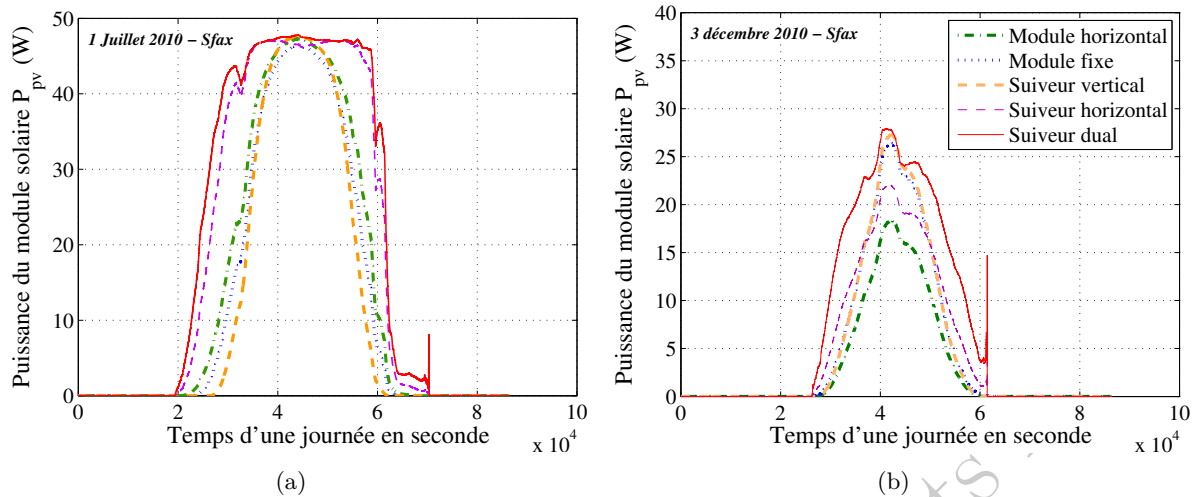 1 Juillet 2010 – Sfax
Puissance du module solaire P_pv (W)
50
40
30
20
10
0
0 2 4 6 8 10
x 10^4
Temps d'une journée en seconde
(a)
3 décembre 2010 – Sfax
Module horizontal
Module fixe
Suiveur vertical
Suiveur horizontal
Suiveur dual
Puissance du module solaire P_pv (W)
40
35
30
25
20
15
10
5
0
0 2 4 6 8 10
x 10^4
Temps d'une journée en seconde
(b)